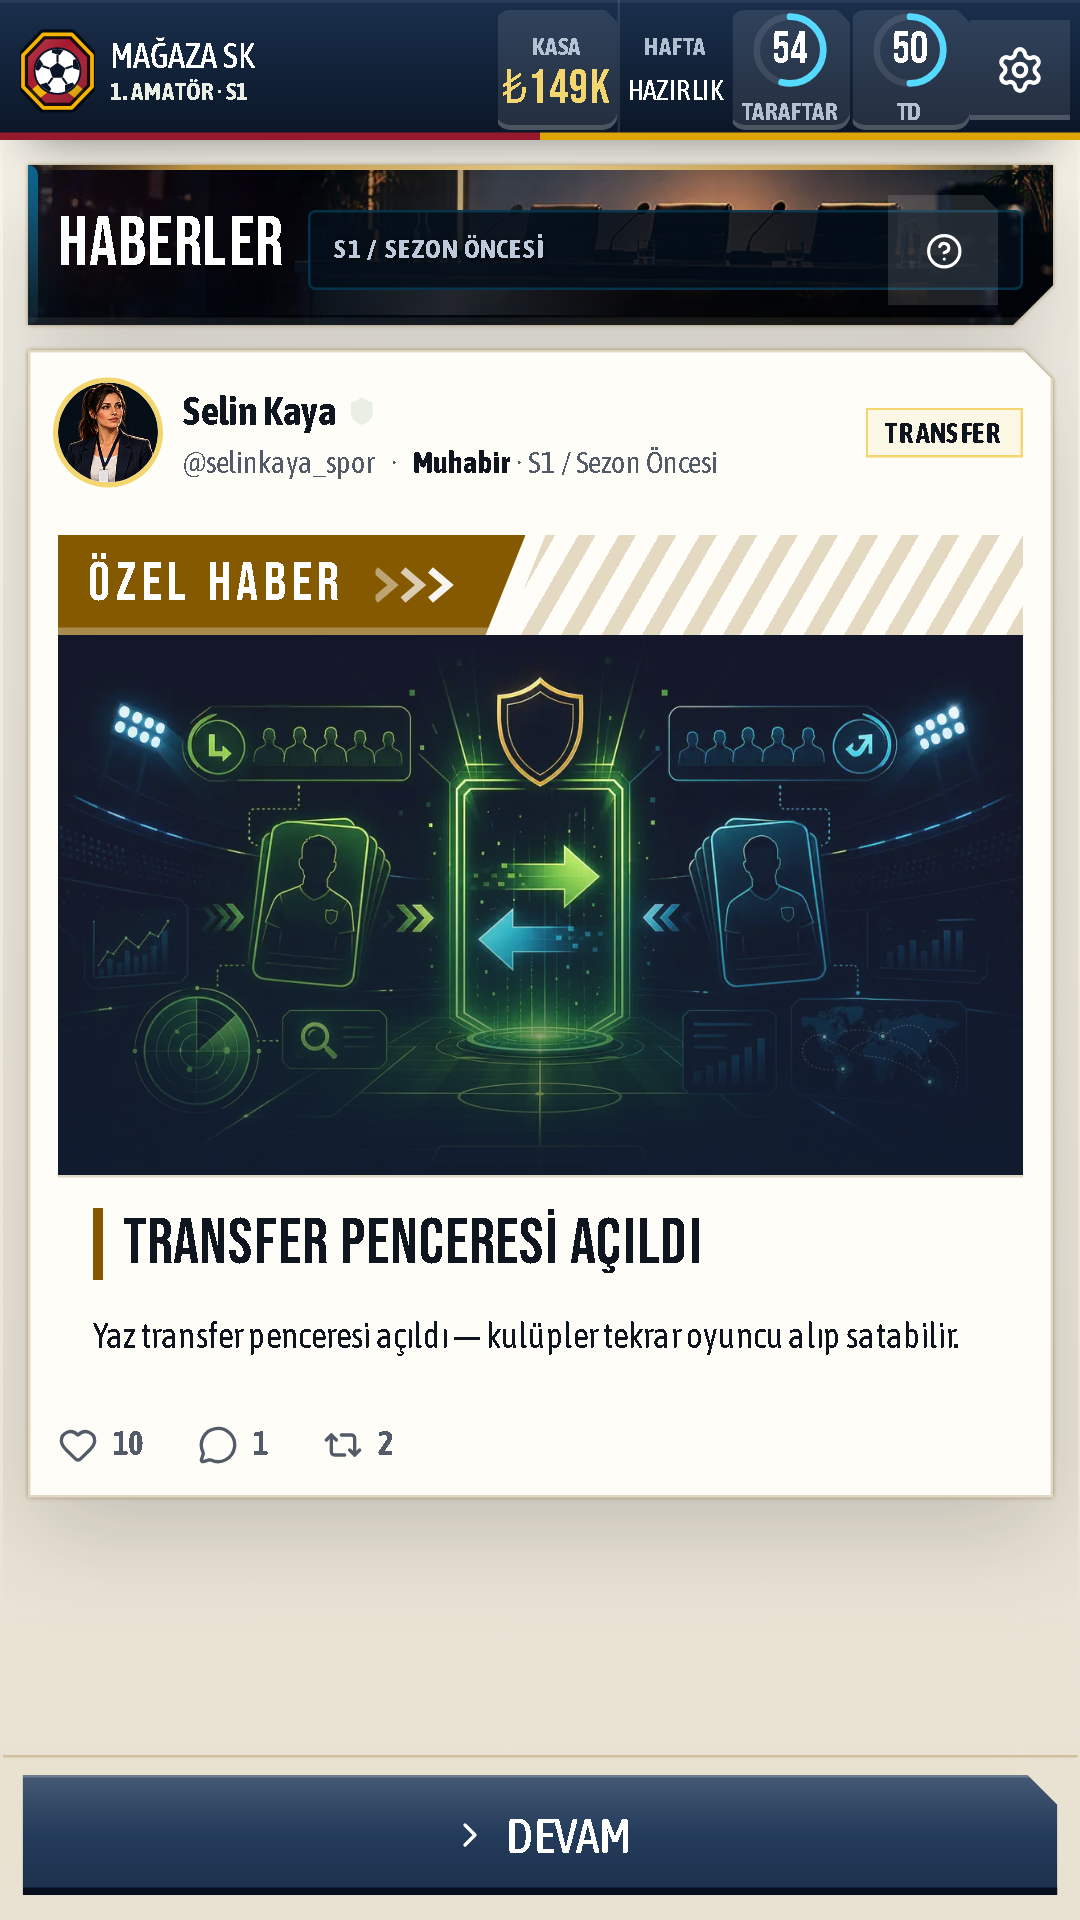 MAĞAZA SK
1. AMATÖR · S1
KASA
₺149K
HAFTA
HAZIRLIK
54
TARAFTAR
50
TD
HABERLER
S1 / SEZON ÖNCESİ
Selin Kaya
@selinkaya_spor · Muhabir · S1 / Sezon Öncesi
TRANSFER
ÖZEL HABER
TRANSFER PENCERESİ AÇILDI
Yaz transfer penceresi açıldı — kulüpler tekrar oyuncu alıp satabilir.
10
1
2
DEVAM